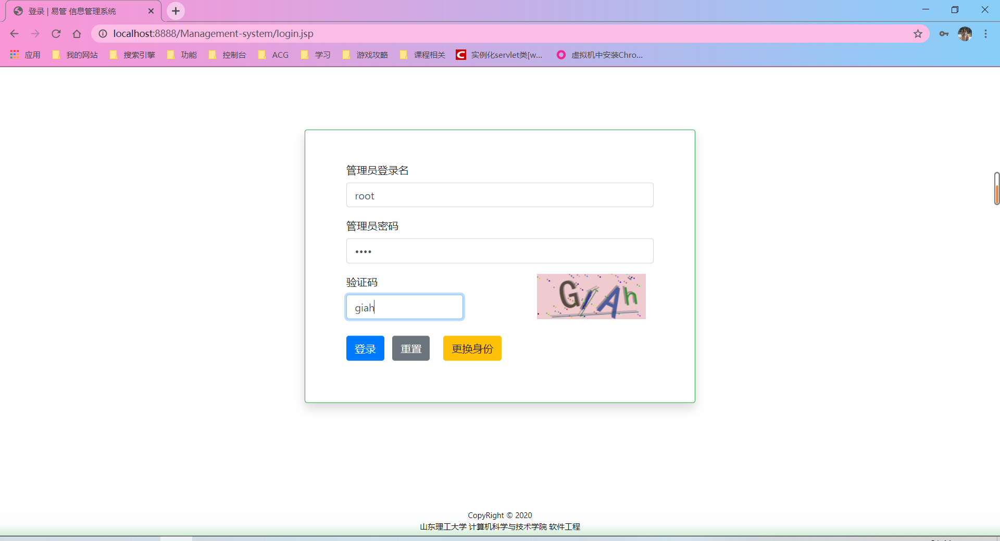 登录 | 易管 信息管理系统
localhost:8888/Management-system/login.jsp
应用 我的网站 搜索引擎 功能 控制台 ACG 学习 游戏攻略 课程相关 实例化servlet类[w... 虚拟机中安装Chro...
管理员登录名
root
管理员密码
••••
验证码
giah
GIAh
登录 重置 更换身份
CopyRight © 2020
山东理工大学 计算机科学与技术学院 软件工程